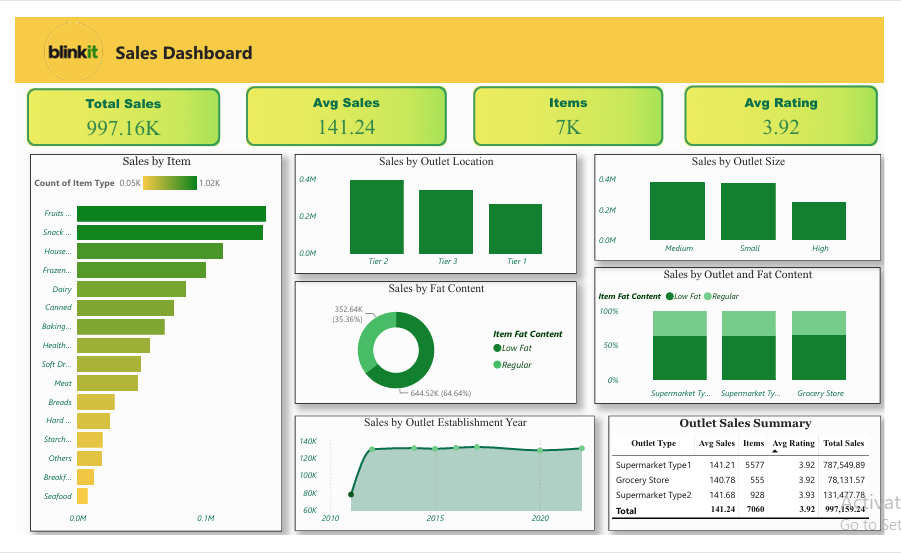 blinkit Sales Dashboard
Total Sales
997.16K
Avg Sales
141.24
Items
7K
Avg Rating
3.92
Sales by Item
Count of Item Type 0.05K 1.02K
Fruits ...
Snack ...
House...
Frozen...
Dairy
Canned
Baking...
Health...
Soft Dr...
Meat
Breads
Hard ...
Starch...
Others
Breakf...
Seafood
0.0M 0.1M
Sales by Outlet Location
0.4M
0.2M
0.0M
Tier 2 Tier 3 Tier 1
Sales by Outlet Size
0.4M
0.2M
0.0M
Medium Small High
Sales by Fat Content
352.64K
(35.36%)
644.52K (64.64%)
Item Fat Content
Low Fat
Regular
Sales by Outlet and Fat Content
Item Fat Content Low Fat Regular
100%
50%
0%
Supermarket Ty... Supermarket Ty... Grocery Store
Sales by Outlet Establishment Year
140K
120K
100K
80K
60K
2010 2015 2020
Outlet Sales Summary
Outlet Type Avg Sales Items Avg Rating Total Sales
Supermarket Type1 141.21 5577 3.92 787,549.89
Grocery Store 140.78 555 3.92 78,131.57
Supermarket Type2 141.68 928 3.93 131,477.78
Total 141.24 7060 3.92 997,159.24
Activat
Go to Set